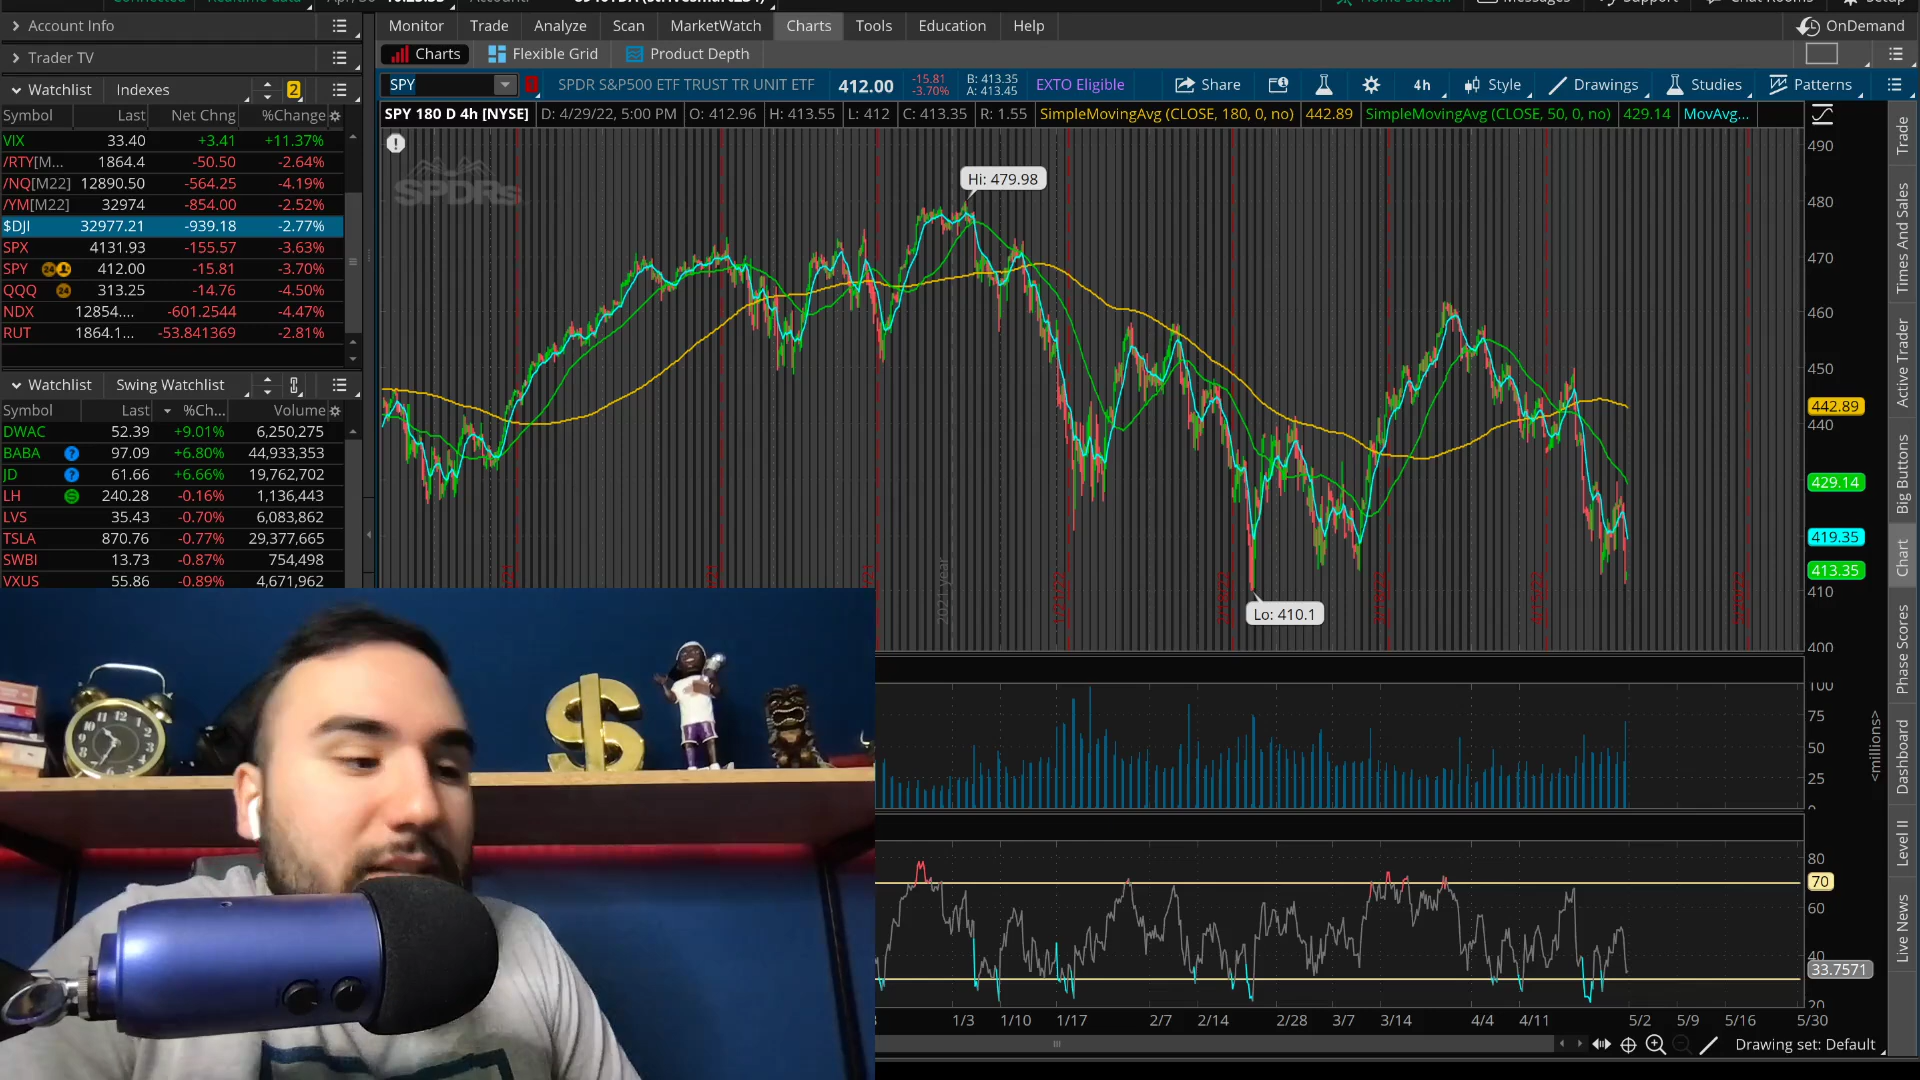 Account Info
Trader TV
Watchlist Indexes 2
Symbol Last Net Chng %Change
VIX 33.40 +3.41 +11.37%
/RTY[M... 1864.4 -50.50 -2.64%
/NQ[M22] 12890.50 -564.25 -4.19%
/YM[M22] 32974 -854.00 -2.52%
$DJI 32977.21 -939.18 -2.77%
SPX 4131.93 -155.57 -3.63%
SPY 24 412.00 -15.81 -3.70%
QQQ 24 313.25 -14.76 -4.50%
NDX 12854.... -601.2544 -4.47%
RUT 1864.1... -53.841369 -2.81%
Watchlist Swing Watchlist
Symbol Last %Ch... Volume
DWAC 52.39 +9.01% 6,250,275
BABA ? 97.09 +6.80% 44,933,353
JD ? 61.66 +6.66% 19,762,702
LH S 240.28 -0.16% 1,136,443
LVS 35.43 -0.70% 6,083,862
TSLA 870.76 -0.77% 29,377,665
SWBI 13.73 -0.87% 754,498
VXUS 55.86 -0.89% 4,671,962
Monitor Trade Analyze Scan MarketWatch Charts Tools Education Help OnDemand
Charts Flexible Grid Product Depth
SPY SPDR S&P500 ETF TRUST TR UNIT ETF 412.00 -15.81 -3.70% B: 413.35 A: 413.45 EXTO Eligible Share 4h Style Drawings Studies Patterns
SPY 180 D 4h [NYSE] D: 4/29/22, 5:00 PM O: 412.96 H: 413.55 L: 412 C: 413.35 R: 1.55 SimpleMovingAvg (CLOSE, 180, 0, no) 442.89 SimpleMovingAvg (CLOSE, 50, 0, no) 429.14 MovAvg...
SPDRs
Hi: 479.98
Lo: 410.1
2021 year
490
480
470
460
450
442.89
440
429.14
419.35
413.35
410
400
100
75
50
25
0
<millions>
80
70
60
40
33.7571
20
1/3 1/10 1/17 2/7 2/14 2/28 3/7 3/14 4/4 4/11 5/2 5/9 5/16 5/30
Drawing set: Default
Trade
Times And Sales
Active Trader
Big Buttons
Chart
Phase Scores
Dashboard
Level II
Live News
$
12